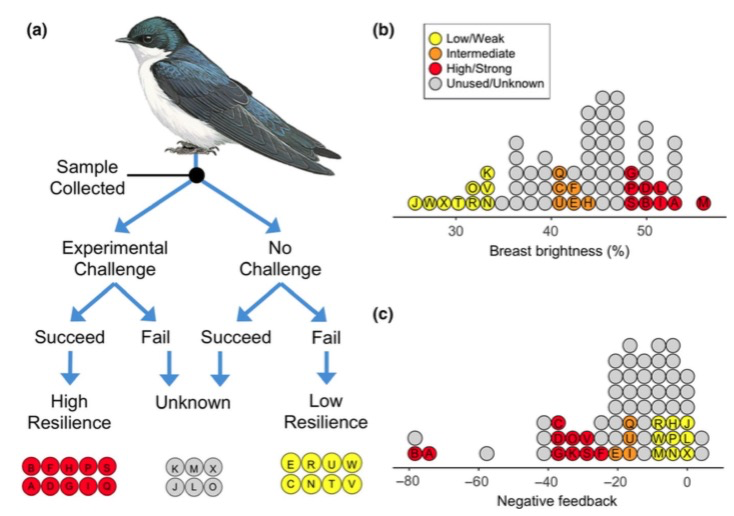 (a)
Sample
Collected
Experimental
Challenge
No
Challenge
Succeed
Fail
Succeed
Fail
High
Resilience
Unknown
Low
Resilience
B F H P S
A D G I Q
K M X
J L O
E R U W
C N T V
(b)
Low/Weak
Intermediate
High/Strong
Unused/Unknown
K Q G
O V C F P D L
J W X T R N U E H S B I A M
30 40 50
Breast brightness (%)
(c)
C Q R H J
D O V U W P L
B A G K S F E I M N X
−80 −60 −40 −20 0
Negative feedback